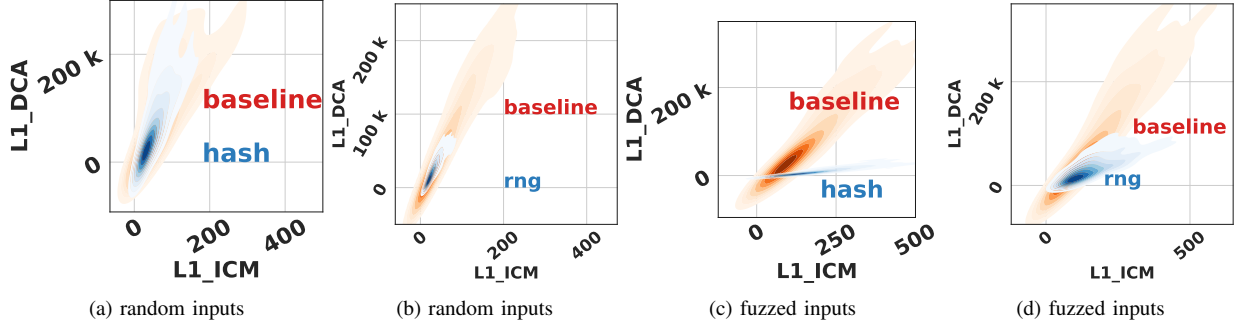 L1_DCA
200 k
0
baseline
hash
0
200
400
L1_ICM
(a) random inputs
L1_DCA
200 k
100 k
0
baseline
rng
0
200
400
L1_ICM
(b) random inputs
L1_DCA
200 k
0
baseline
hash
0
250
500
L1_ICM
(c) fuzzed inputs
L1_DCA
200 k
0
baseline
rng
0
500
L1_ICM
(d) fuzzed inputs